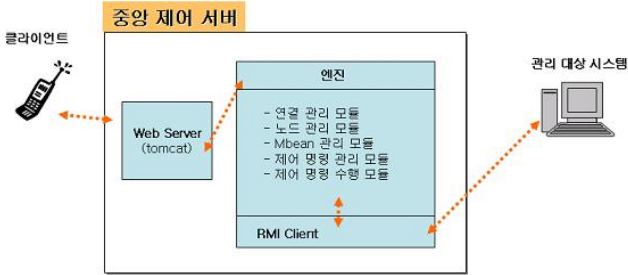 중앙 제어 서버
클라이언트
관리 대상 시스템
엔진
- 연결 관리 모듈
- 노드 관리 모듈
- Mbean 관리 모듈
- 제어 명령 관리 모듈
- 제어 명령 수행 모듈
Web Server
(tomcat)
RMI Client